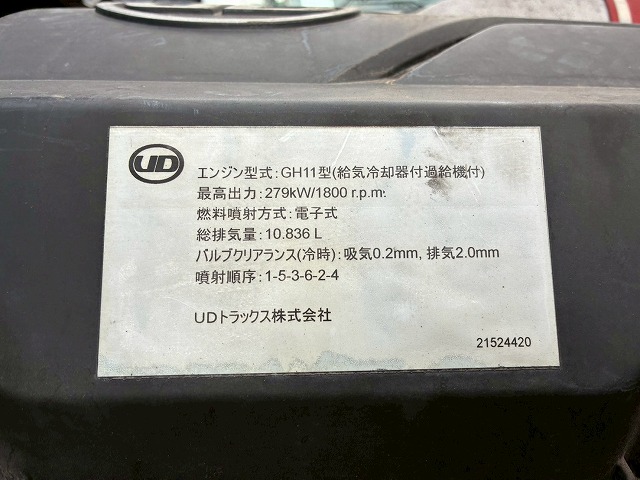 UD
エンジン型式:GH11型(給気冷却器付過給機付)
最高出力:279kW/1800 r.p.m.
燃料噴射方式:電子式
総排気量:10.836 L
バルブクリアランス(冷時):吸気0.2mm, 排気2.0mm
噴射順序:1-5-3-6-2-4
UDトラックス株式会社
21524420